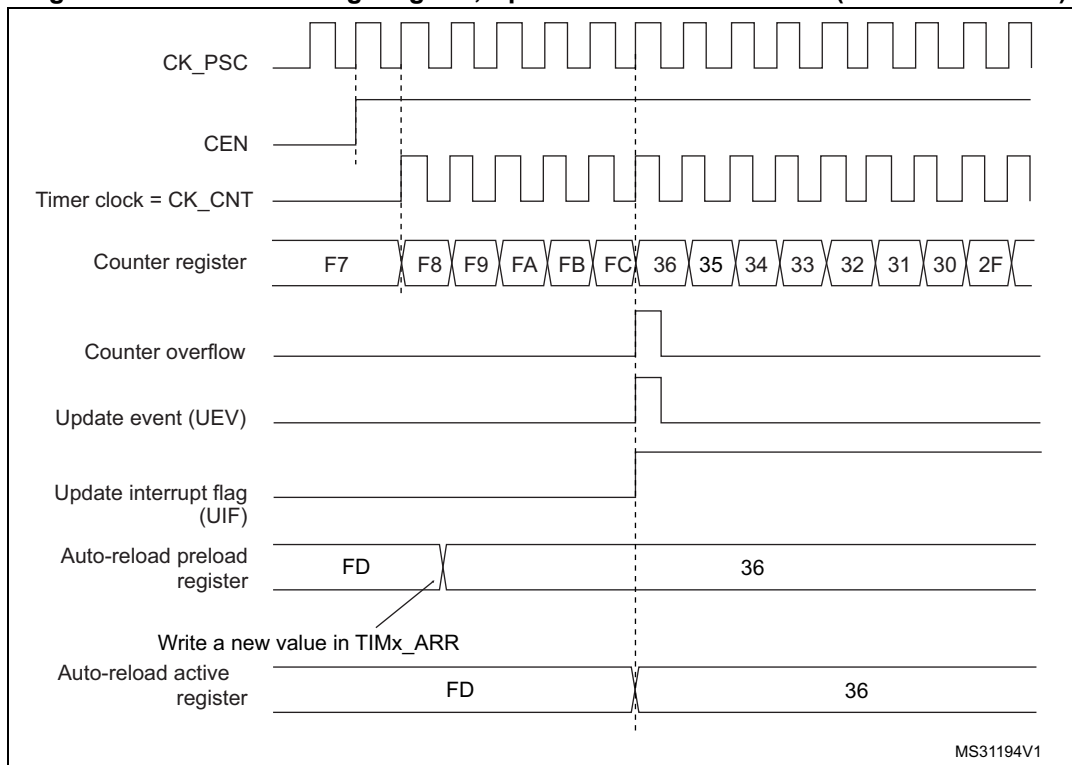 CK_PSC
CEN
Timer clock = CK_CNT
Counter register
F7 F8 F9 FA FB FC 36 35 34 33 32 31 30 2F
Counter overflow
Update event (UEV)
Update interrupt flag
(UIF)
Auto-reload preload
register
FD 36
Write a new value in TIMx_ARR
Auto-reload active
register
FD 36
MS31194V1